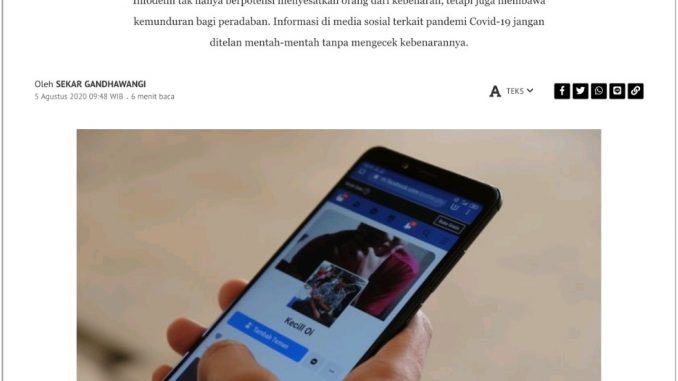 Infodemi tak hanya berpotensi menyesatkan orang dari kebenaran, tetapi juga membawa
kemunduran bagi peradaban. Informasi di media sosial terkait pandemi Covid-19 jangan
ditelan mentah-mentah tanpa mengecek kebenarannya.
Oleh SEKAR GANDHAWANGI
5 Agustus 2020 09:48 WIB . 6 menit baca
A TEKS
Kecill Oi
Tambah Teman